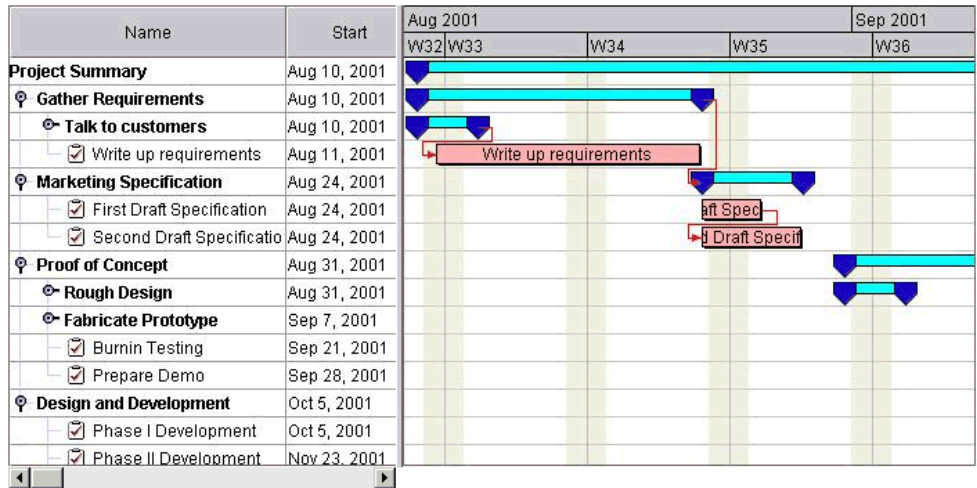 Name Start Aug 2001 Sep 2001
W32 W33 W34 W35 W36
Project Summary Aug 10, 2001
Gather Requirements Aug 10, 2001
Talk to customers Aug 10, 2001
Write up requirements Aug 11, 2001 Write up requirements
Marketing Specification Aug 24, 2001
First Draft Specification Aug 24, 2001 aft Spec
Second Draft Specificatio Aug 24, 2001 d Draft Specif
Proof of Concept Aug 31, 2001
Rough Design Aug 31, 2001
Fabricate Prototype Sep 7, 2001
Burnin Testing Sep 21, 2001
Prepare Demo Sep 28, 2001
Design and Development Oct 5, 2001
Phase I Development Oct 5, 2001
Phase II Development Nov 23, 2001